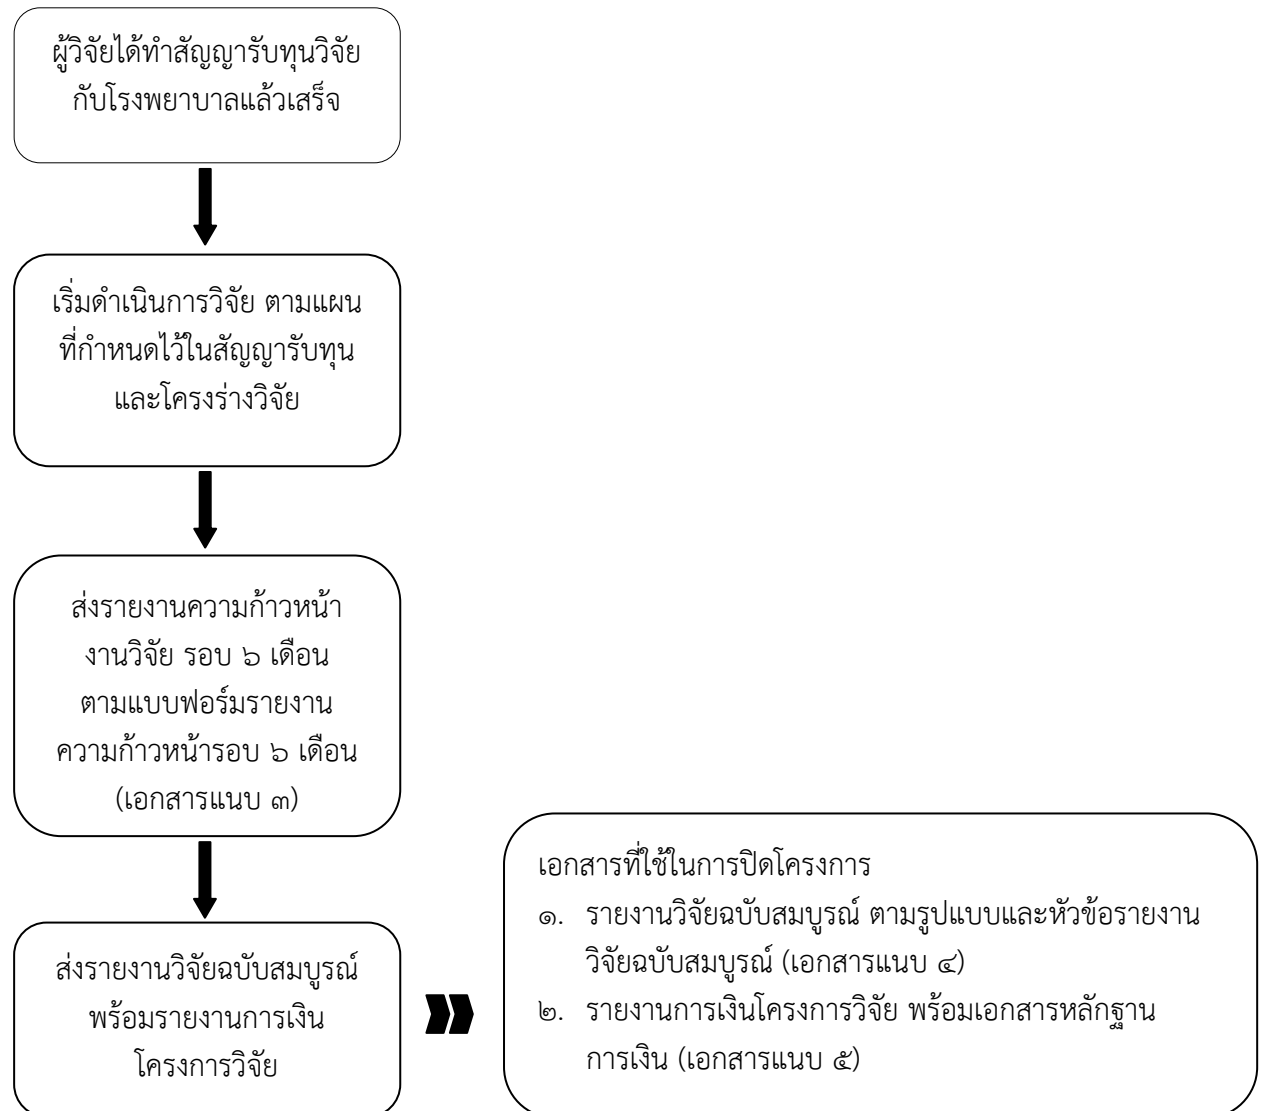 ผู้วิจัยได้ทำสัญญารับทุนวิจัย
กับโรงพยาบาลแล้วเสร็จ
เริ่มดำเนินการวิจัย ตามแผน
ที่กำหนดไว้ในสัญญารับทุน
และโครงร่างวิจัย
ส่งรายงานความก้าวหน้า
งานวิจัย รอบ ๖ เดือน
ตามแบบฟอร์มรายงาน
ความก้าวหน้ารอบ ๖ เดือน
(เอกสารแนบ ๓)
ส่งรายงานวิจัยฉบับสมบูรณ์
พร้อมรายงานการเงิน
โครงการวิจัย
เอกสารที่ใช้ในการปิดโครงการ
๑. รายงานวิจัยฉบับสมบูรณ์ ตามรูปแบบและหัวข้อรายงาน
วิจัยฉบับสมบูรณ์ (เอกสารแนบ ๔)
๒. รายงานการเงินโครงการวิจัย พร้อมเอกสารหลักฐาน
การเงิน (เอกสารแนบ ๕)